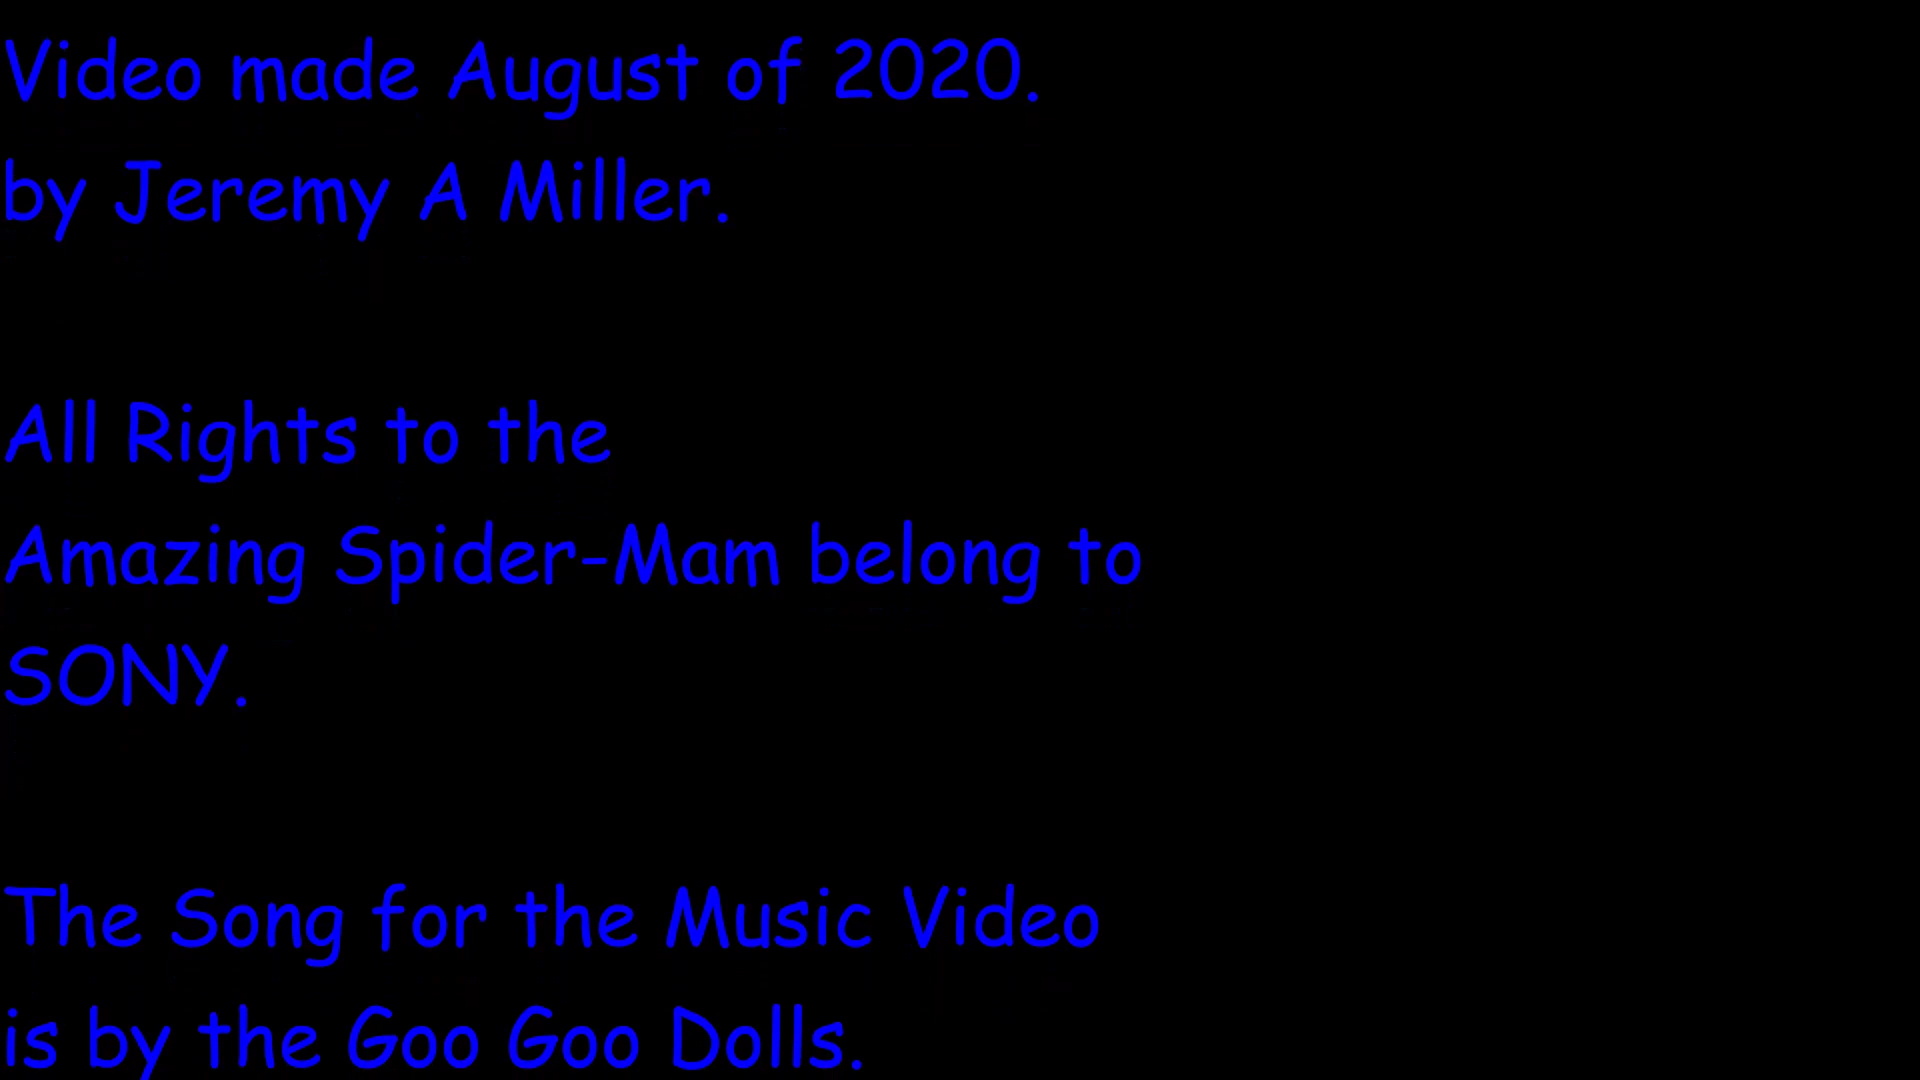 Video made August of 2020.
by Jeremy A Miller.
All Rights to the
Amazing Spider-Mam belong to
SONY.
The Song for the Music Video
is by the Goo Goo Dolls.